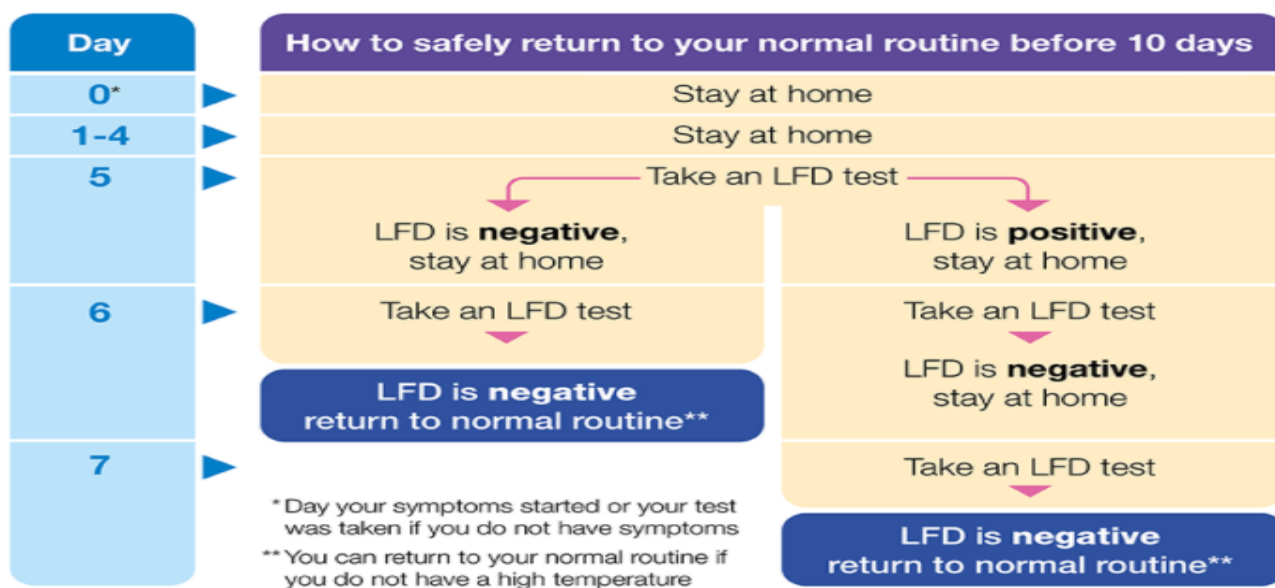 Day
How to safely return to your normal routine before 10 days
0*
Stay at home
1-4
Stay at home
5
Take an LFD test
LFD is negative,
stay at home
LFD is positive,
stay at home
6
Take an LFD test
LFD is negative
return to normal routine**
Take an LFD test
LFD is negative,
stay at home
7
Take an LFD test
LFD is negative
return to normal routine**
*Day your symptoms started or your test
was taken if you do not have symptoms
**You can return to your normal routine if
you do not have a high temperature